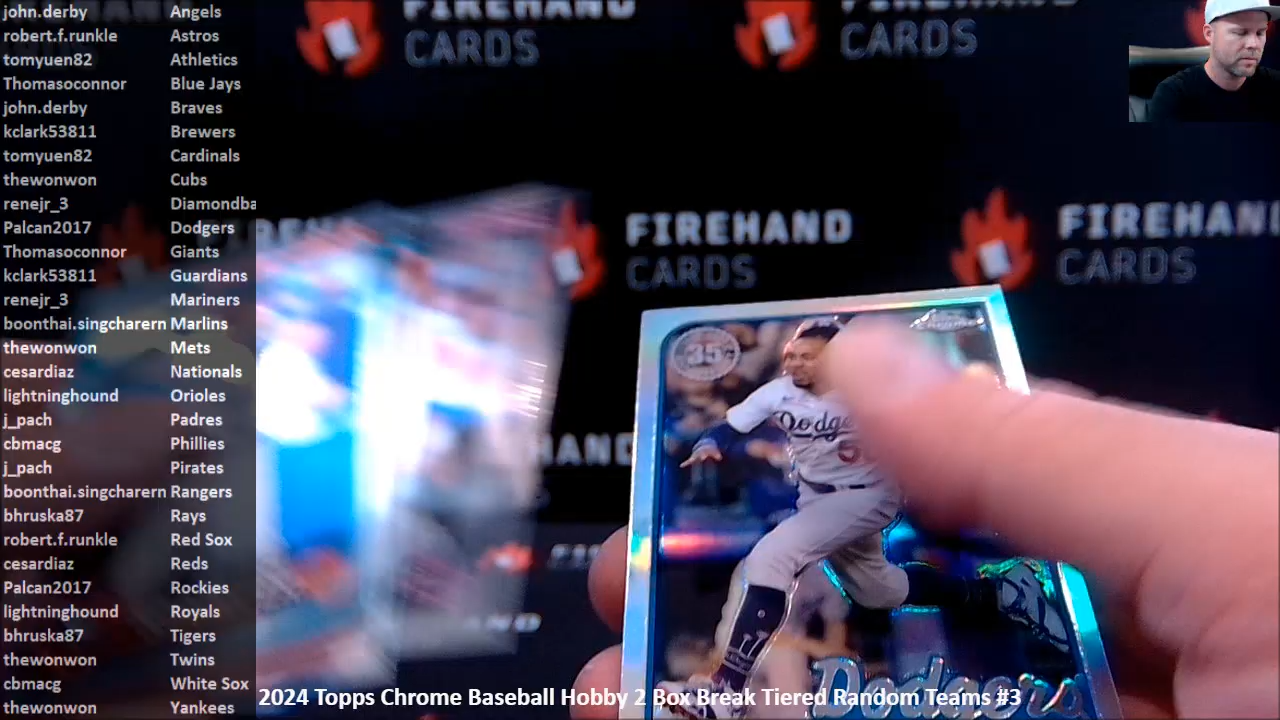 john.derby Angels
robert.f.runkle Astros
tomyuen82 Athletics
Thomasoconnor Blue Jays
john.derby Braves
kclark53811 Brewers
tomyuen82 Cardinals
thewonwon Cubs
renejr_3 Diamondba
Palcan2017 Dodgers
Thomasoconnor Giants
kclark53811 Guardians
renejr_3 Mariners
boonthai.singcharern Marlins
thewonwon Mets
cesardiaz Nationals
lightninghound Orioles
j_pach Padres
cbmacg Phillies
j_pach Pirates
boonthai.singcharern Rangers
bhruska87 Rays
robert.f.runkle Red Sox
cesardiaz Reds
Palcan2017 Rockies
lightninghound Royals
bhruska87 Tigers
thewonwon Twins
cbmacg White Sox
thewonwon Yankees
FIREHAND
CARDS
CARDS
FIREHAND
CARDS
FIREHAND
CARDS
35
Dodge
5
Dodgers
2024 Topps Chrome Baseball Hobby 2 Box Break Tiered Random Teams #3